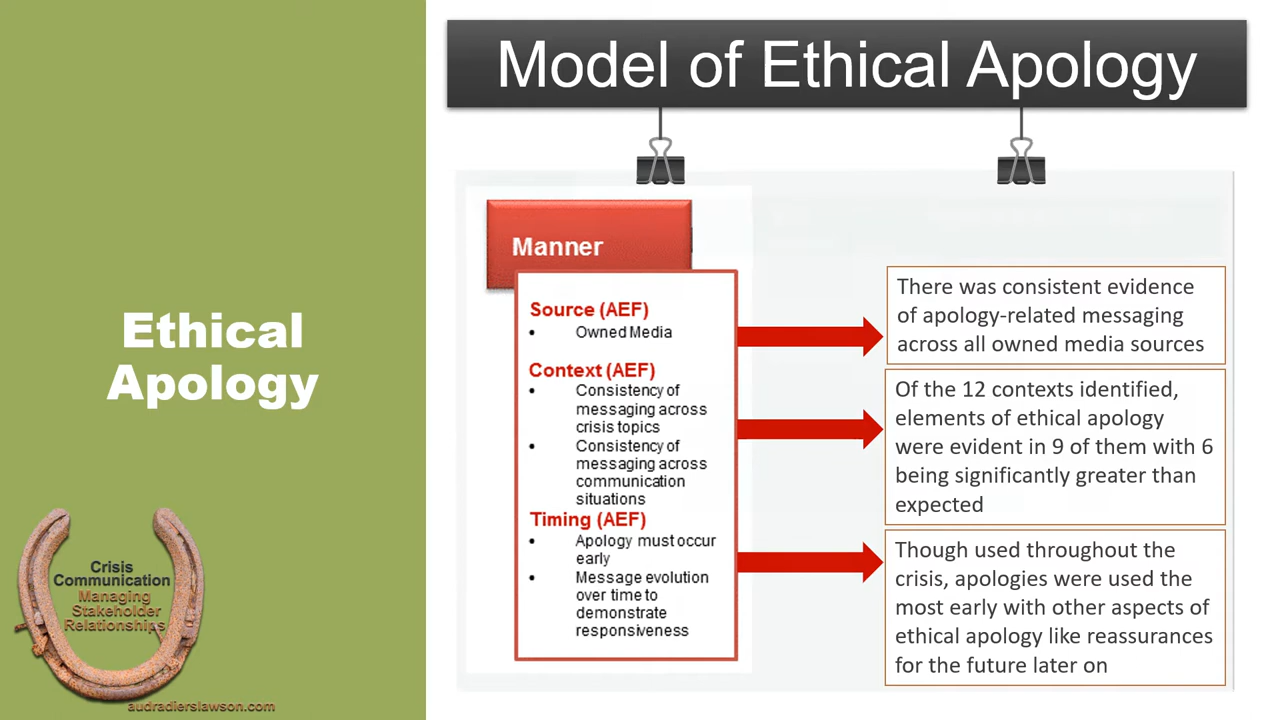 Model of Ethical Apology
Ethical
Apology
Manner
Source (AEF)
• Owned Media
Context (AEF)
• Consistency of
messaging across
crisis topics
• Consistency of
messaging across
communication
situations
Timing (AEF)
• Apology must occur
early
• Message evolution
over time to
demonstrate
responsiveness
There was consistent evidence
of apology-related messaging
across all owned media sources
Of the 12 contexts identified,
elements of ethical apology
were evident in 9 of them with 6
being significantly greater than
expected
Though used throughout the
crisis, apologies were used the
most early with other aspects of
ethical apology like reassurances
for the future later on
Crisis
Communication
Managing
Stakeholder
Relationships
audradierslawson.com